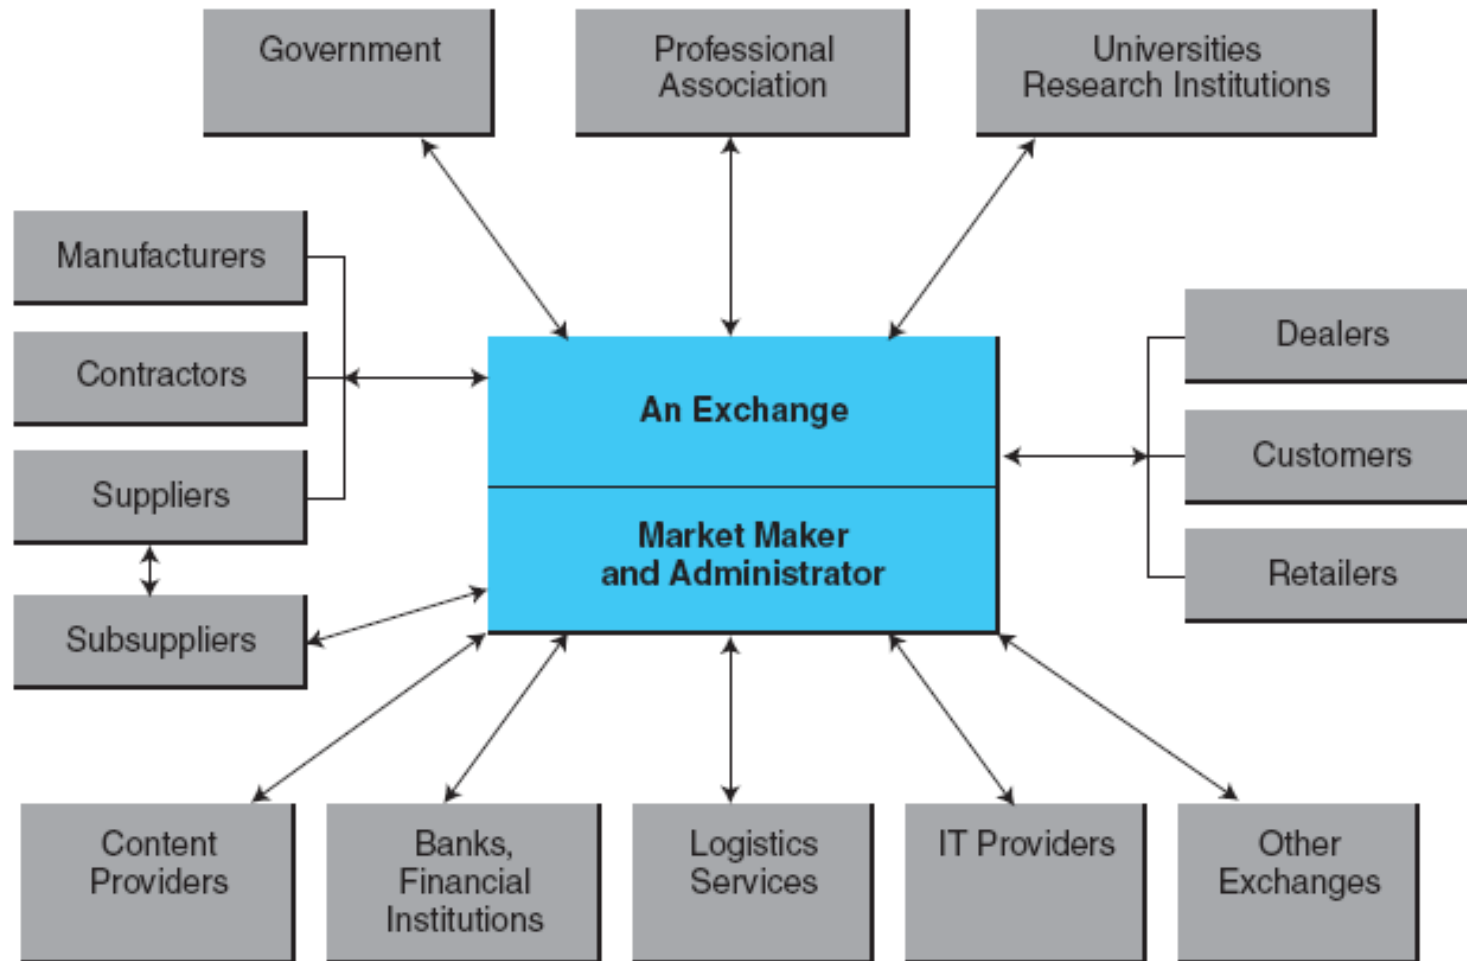 Government
Professional
Association
Universities
Research Institutions
Manufacturers
Contractors
Suppliers
Subsuppliers
An Exchange
Market Maker
and Administrator
Dealers
Customers
Retailers
Content
Providers
Banks,
Financial
Institutions
Logistics
Services
IT Providers
Other
Exchanges